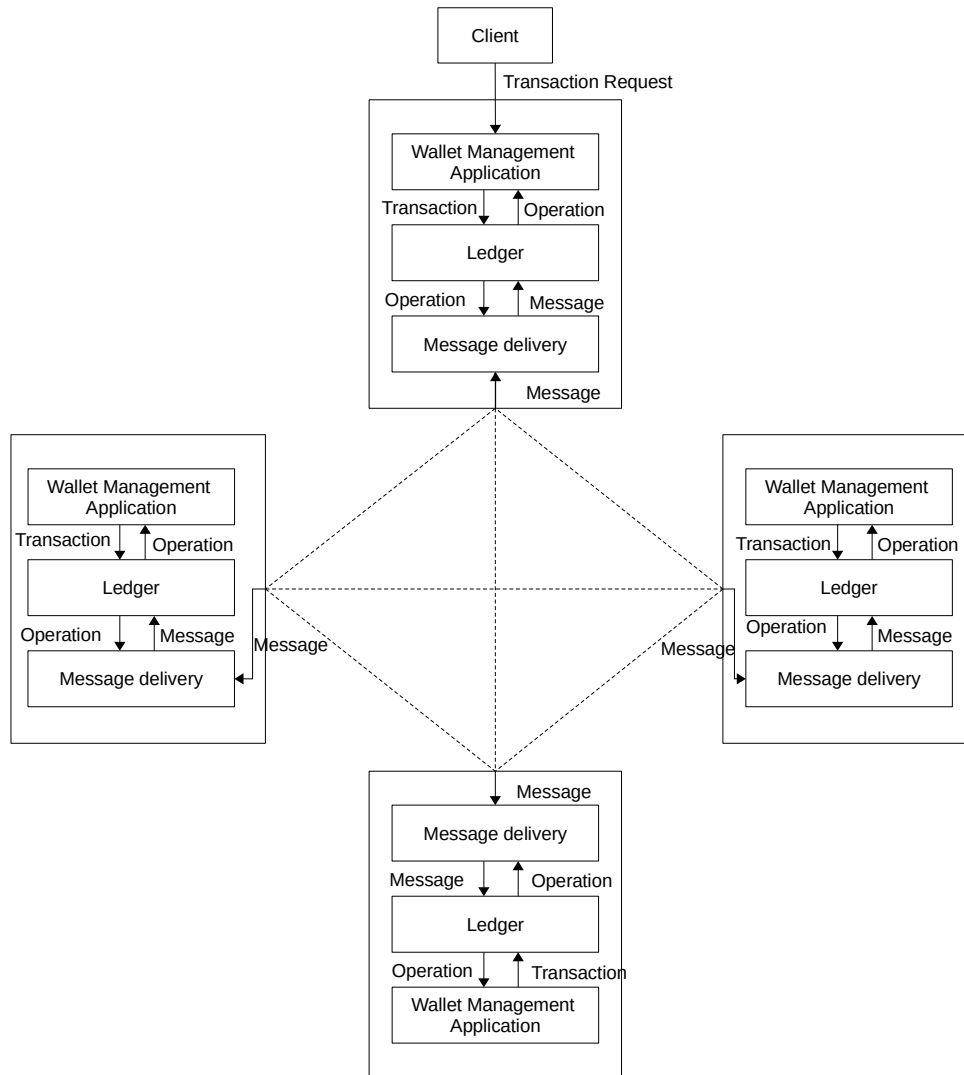 Client
Transaction Request
Wallet Management
Application
Transaction
Operation
Ledger
Operation
Message
Message delivery
Message
Wallet Management
Application
Transaction
Operation
Ledger
Operation
Message
Message delivery
Message
Wallet Management
Application
Transaction
Operation
Ledger
Operation
Message
Message delivery
Message
Message
Message delivery
Message
Operation
Ledger
Operation
Transaction
Wallet Management
Application